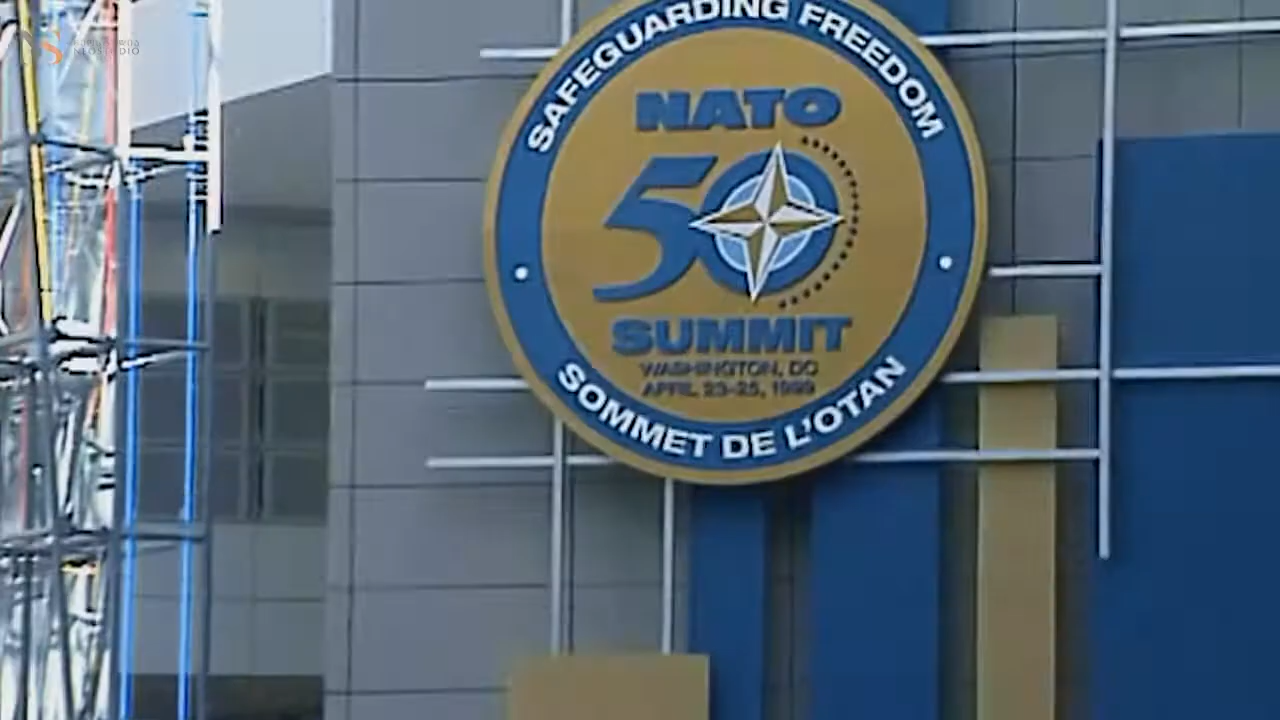 SAFEGUARDING FREEDOM
NATO
50
SUMMIT
WASHINGTON, DC
APRIL 23-25, 1999
SOMMET DE L'OTAN